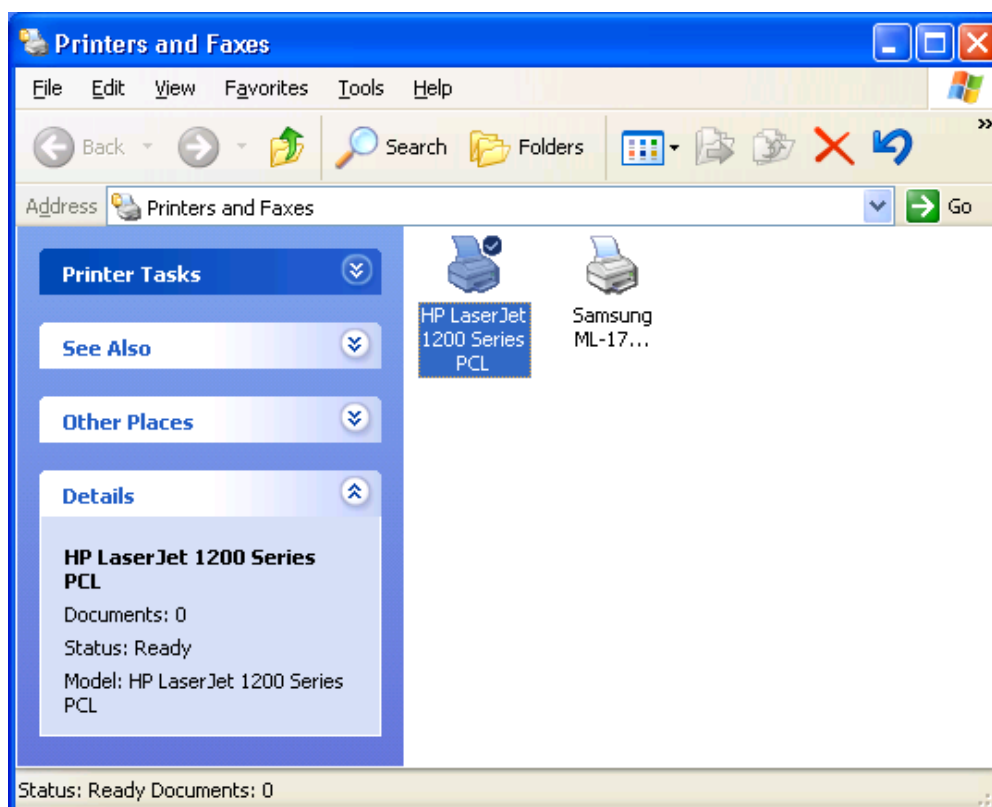 Printers and Faxes
File Edit View Favorites Tools Help
Back Search Folders »
Address Printers and Faxes Go
Printer Tasks
See Also
Other Places
Details
HP LaserJet 1200 Series
PCL
Documents: 0
Status: Ready
Model: HP LaserJet 1200 Series
PCL
HP LaserJet
1200 Series
PCL
Samsung
ML-17...
Status: Ready Documents: 0